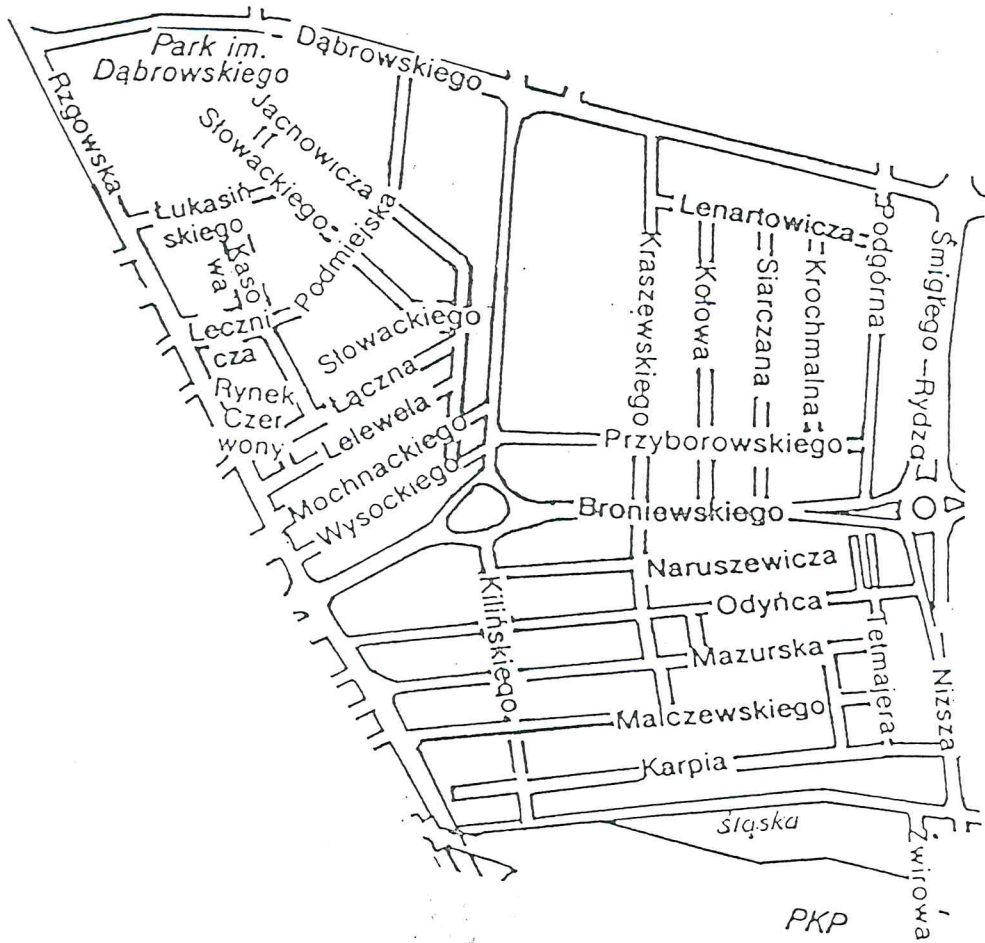 Park im.
Dąbrowskiego
Dąbrowskiego
Rzgowska
Jachowicza
Słowackiego
Łukasiń
skiego
Kaso
wa
Podmiejska
Leczni
cza
Słowackiego
Rynek
Czer
wony
Łączna
Lelewela
Mochnackiego
Wysockiego
Lenartowicza
Kraszewskiego
Kołowa
Siarczana
Krochmalna
Podgórna
Śmigłego-Rydza
Przyborowskiego
Broniewskiego
Naruszewicza
Odyńca
Kilińskiego
Mazurska
Tetmajera
Niższa
Malczewskiego
Karpia
śląska
Żwirowa
PKP